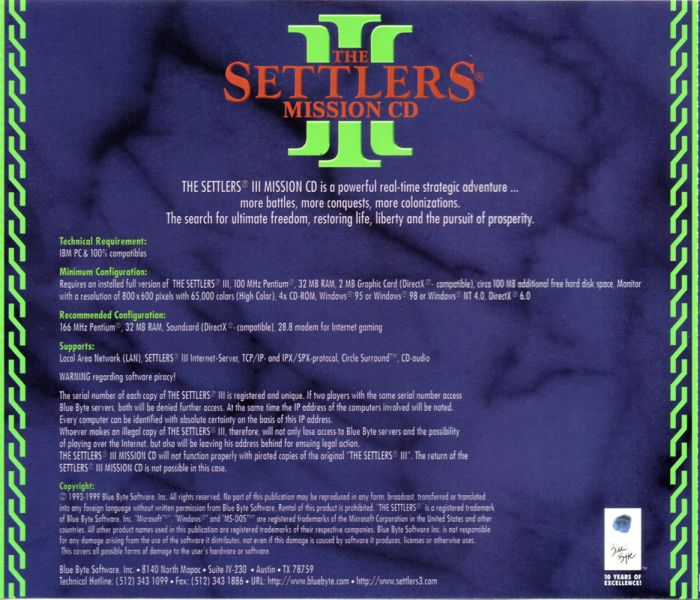 THE
SETTLERS®
III
MISSION CD
THE SETTLERS® III MISSION CD is a powerful real-time strategic adventure ...
more battles, more conquests, more colonizations.
The search for ultimate freedom, restoring life, liberty and the pursuit of prosperity.
Technical Requirement:
IBM PC & 100% compatibles
Minimum Configuration:
Requires an installed full version of THE SETTLERS® III, 100 MHz Pentium®, 32 MB RAM, 2 MB Graphic Card (DirectX®- compatible), circa 100 MB additional free hard disk space, Monitor
with a resolution of 800x600 pixels with 65,000 colors (High Color), 4x CD-ROM, Windows® 95 or Windows® 98 or Windows® NT 4.0, DirectX® 6.0
Recommended Configuration:
166 MHz Pentium®, 32 MB RAM, Soundcard (DirectX®-compatible), 28.8 modem for Internet gaming
Supports:
Local Area Network (LAN), SETTLERS® III Internet-Server, TCP/IP- and IPX/SPX-protocal, Circle Surround™, CD-audio
WARNING regarding software piracy!
The serial number of each copy of THE SETTLERS® III is registered and unique. If two players with the same serial number access
Blue Byte servers, both will be denied further access. At the same time the IP address of the computers involved will be noted.
Every computer can be identified with absolute certainty on the basis of this IP address.
Whoever makes an illegal copy of THE SETTLERS® III, therefore, will not only lose access to Blue Byte servers and the possibility
of playing over the Internet, but also will be leaving his address behind for ensuing legal action.
THE SETTLERS® III MISSION CD will not function properly with pirated copies of the original "THE SETTLERS® III". The return of the
SETTLERS® III MISSION CD is not possible in this case.
Copyright:
© 1993-1999 Blue Byte Software, Inc. All rights reserved. No part of this publication may be reproduced in any form. broadcast, transferred or translated
into any foreign language without written permission from Blue Byte Software, Inc. Rental of this product is prohibited. "THE SETTLERS® is a registered trademark
of Blue Byte Software, Inc. "Microsoft™", "Windows®" and "MS-DOS™" are registered trademarks of the Microsoft Corporation in the United States and other
countries. All other product names used in this publication are registered trademarks of their respective companies. Blue Byte Software Inc. is not responsible
for any damage arising from the use of the software it distributes, not even if this damage is caused by software it produces, licenses or otherwise uses.
This covers all possible forms of damage to the user's hardware or software.
Blue Byte Software, Inc. • 8140 North Mopac • Suite IV-230 • Austin • TX 78759
Technical Hotline: (512) 343 1099 • Fax: (512) 343 1886 • URL: http://www.bluebyte.com • http://www.settlers3.com
Blue
Byte
™
10 YEARS OF
EXCELLENCE!